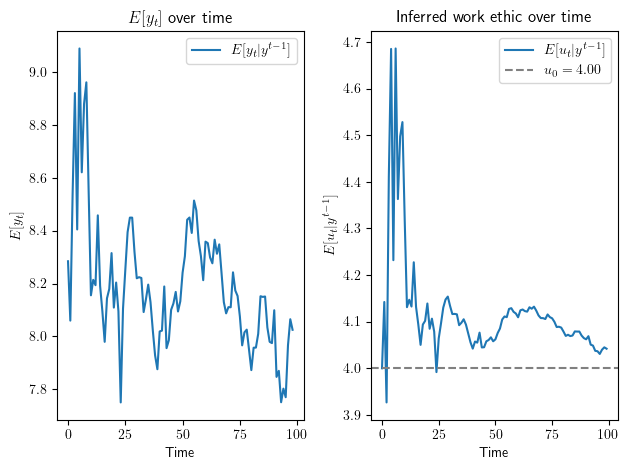 E[y_t] over time
E[y_t|y^{t-1}]
9.0
8.8
8.6
8.4
8.2
8.0
7.8
E[y_t]
0
25
50
75
100
Time
Inferred work ethic over time
E[u_t|y^{t-1}]
u_0 = 4.00
4.7
4.6
4.5
4.4
4.3
4.2
4.1
4.0
3.9
E[u_t|y^{t-1}]
0
25
50
75
100
Time